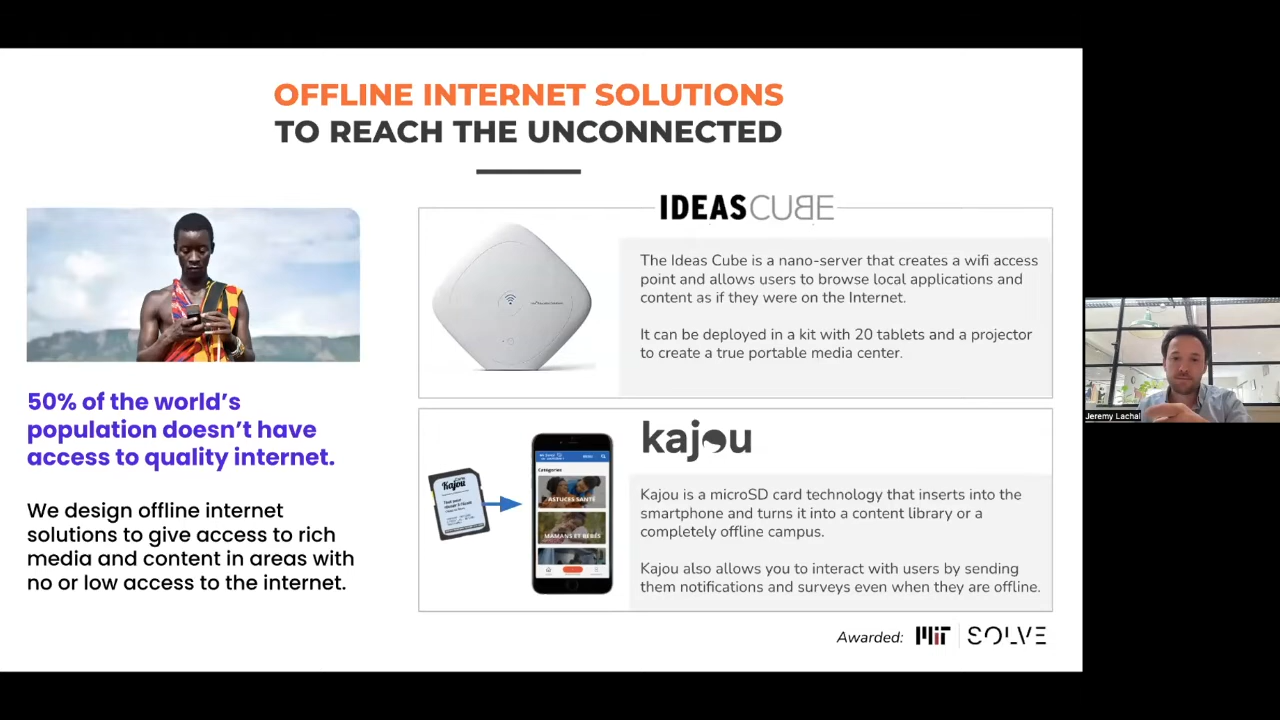 OFFLINE INTERNET SOLUTIONS
TO REACH THE UNCONNECTED
50% of the world's
population doesn't have
access to quality internet.
We design offline internet
solutions to give access to rich
media and content in areas with
no or low access to the internet.
IDEASCUBE
The Ideas Cube is a nano-server that creates a wifi access
point and allows users to browse local applications and
content as if they were on the Internet.
It can be deployed in a kit with 20 tablets and a projector
to create a true portable media center.
kajou
Kajou
Catégories
MENU
ASTUCES SANTÉ
MAMANS ET BÉBÉS
Kajou is a microSD card technology that inserts into the
smartphone and turns it into a content library or a
completely offline campus.
Kajou also allows you to interact with users by sending
them notifications and surveys even when they are offline.
Awarded: MIT SOLVE
Jeremy Lachal